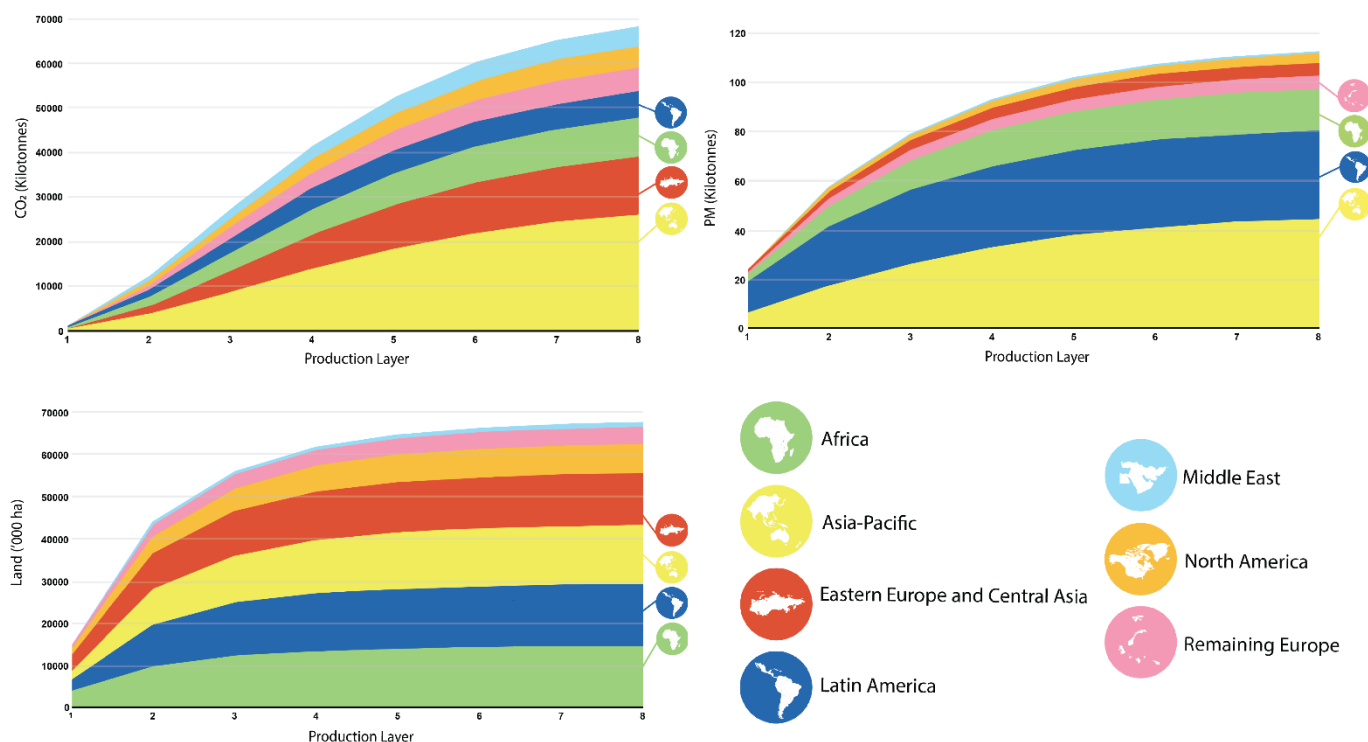 70000
60000
50000
40000
30000
20000
10000
0
CO₂ (Kilotonnes)
1 2 3 4 5 6 7 8
Production Layer
120
100
80
60
40
20
0
PM (Kilotonnes)
1 2 3 4 5 6 7 8
Production Layer
70000
60000
50000
40000
30000
20000
10000
0
Land ('000 ha)
1 2 3 4 5 6 7 8
Production Layer
Africa
Asia-Pacific
Eastern Europe and Central Asia
Latin America
Middle East
North America
Remaining Europe